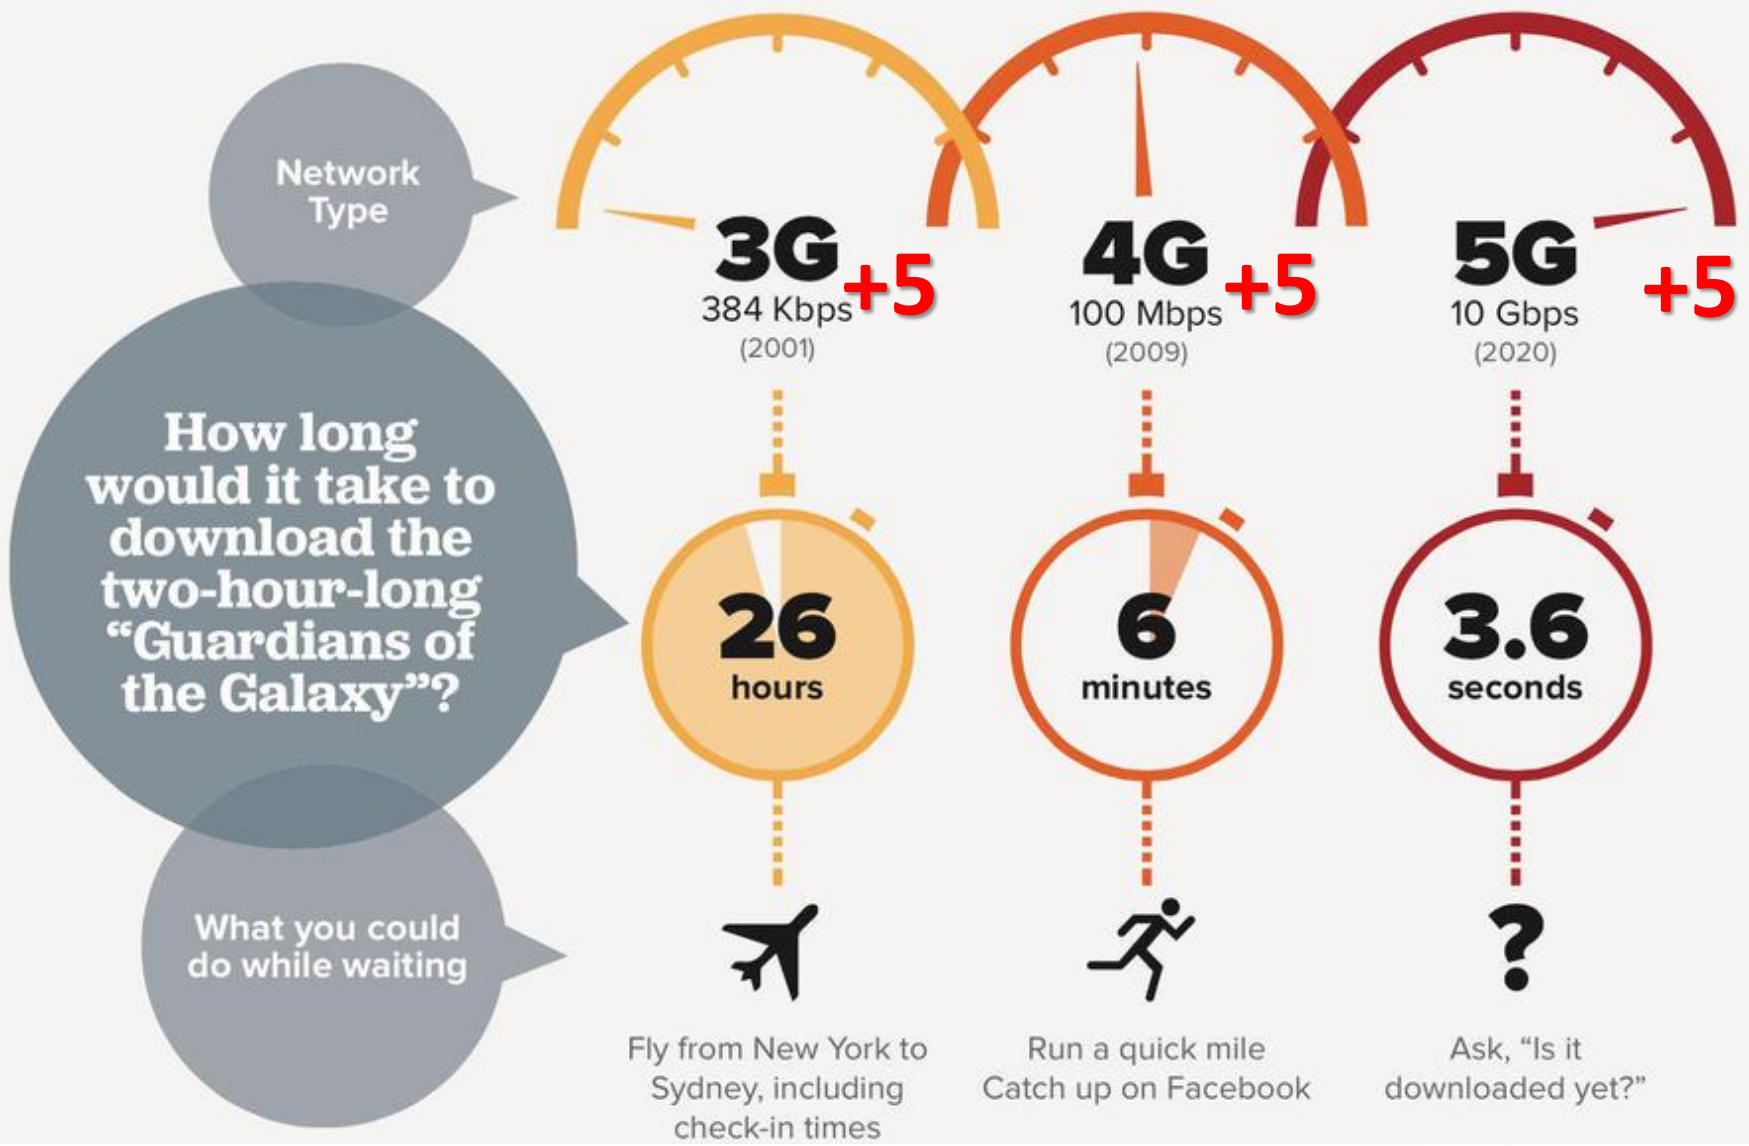 Network
Type
3G
+5
384 Kbps
(2001)
4G
+5
100 Mbps
(2009)
5G
+5
10 Gbps
(2020)
How long
would it take to
download the
two-hour-long
“Guardians of
the Galaxy”?
26
hours
6
minutes
3.6
seconds
What you could
do while waiting
?
Fly from New York to
Sydney, including
check-in times
Run a quick mile
Catch up on Facebook
Ask, “Is it
downloaded yet?”